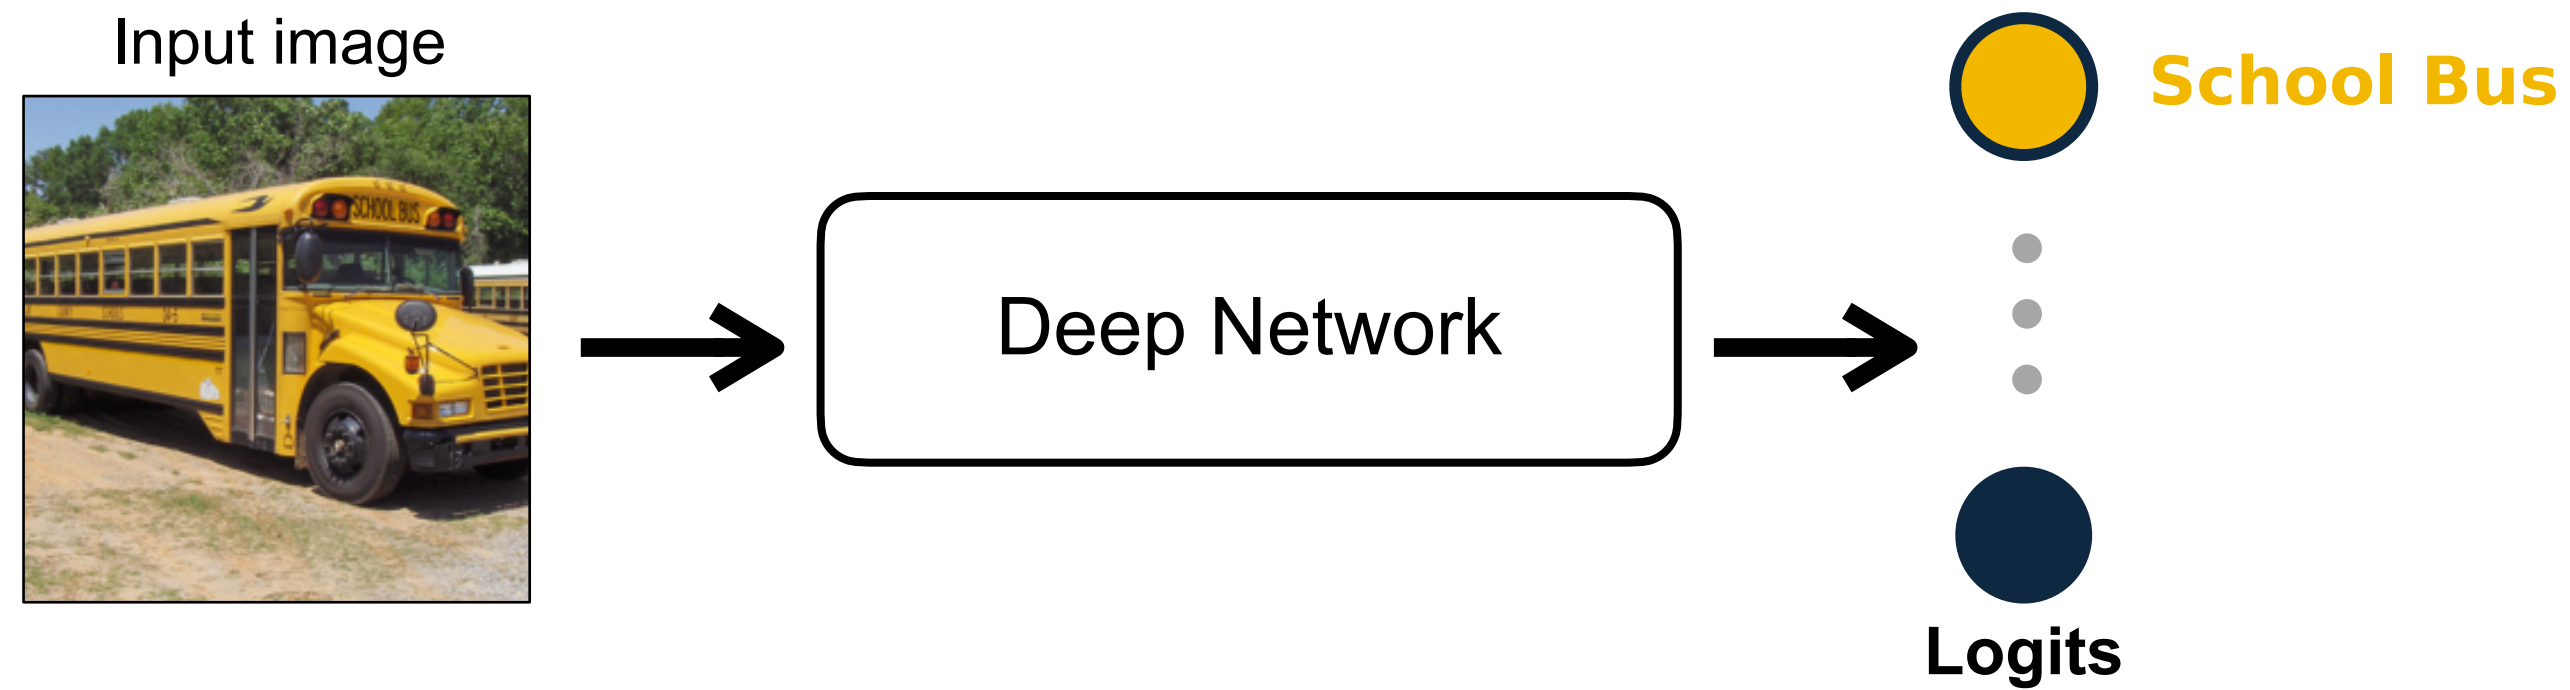 Input image
SCHOOL BUS
Deep Network
School Bus
Logits